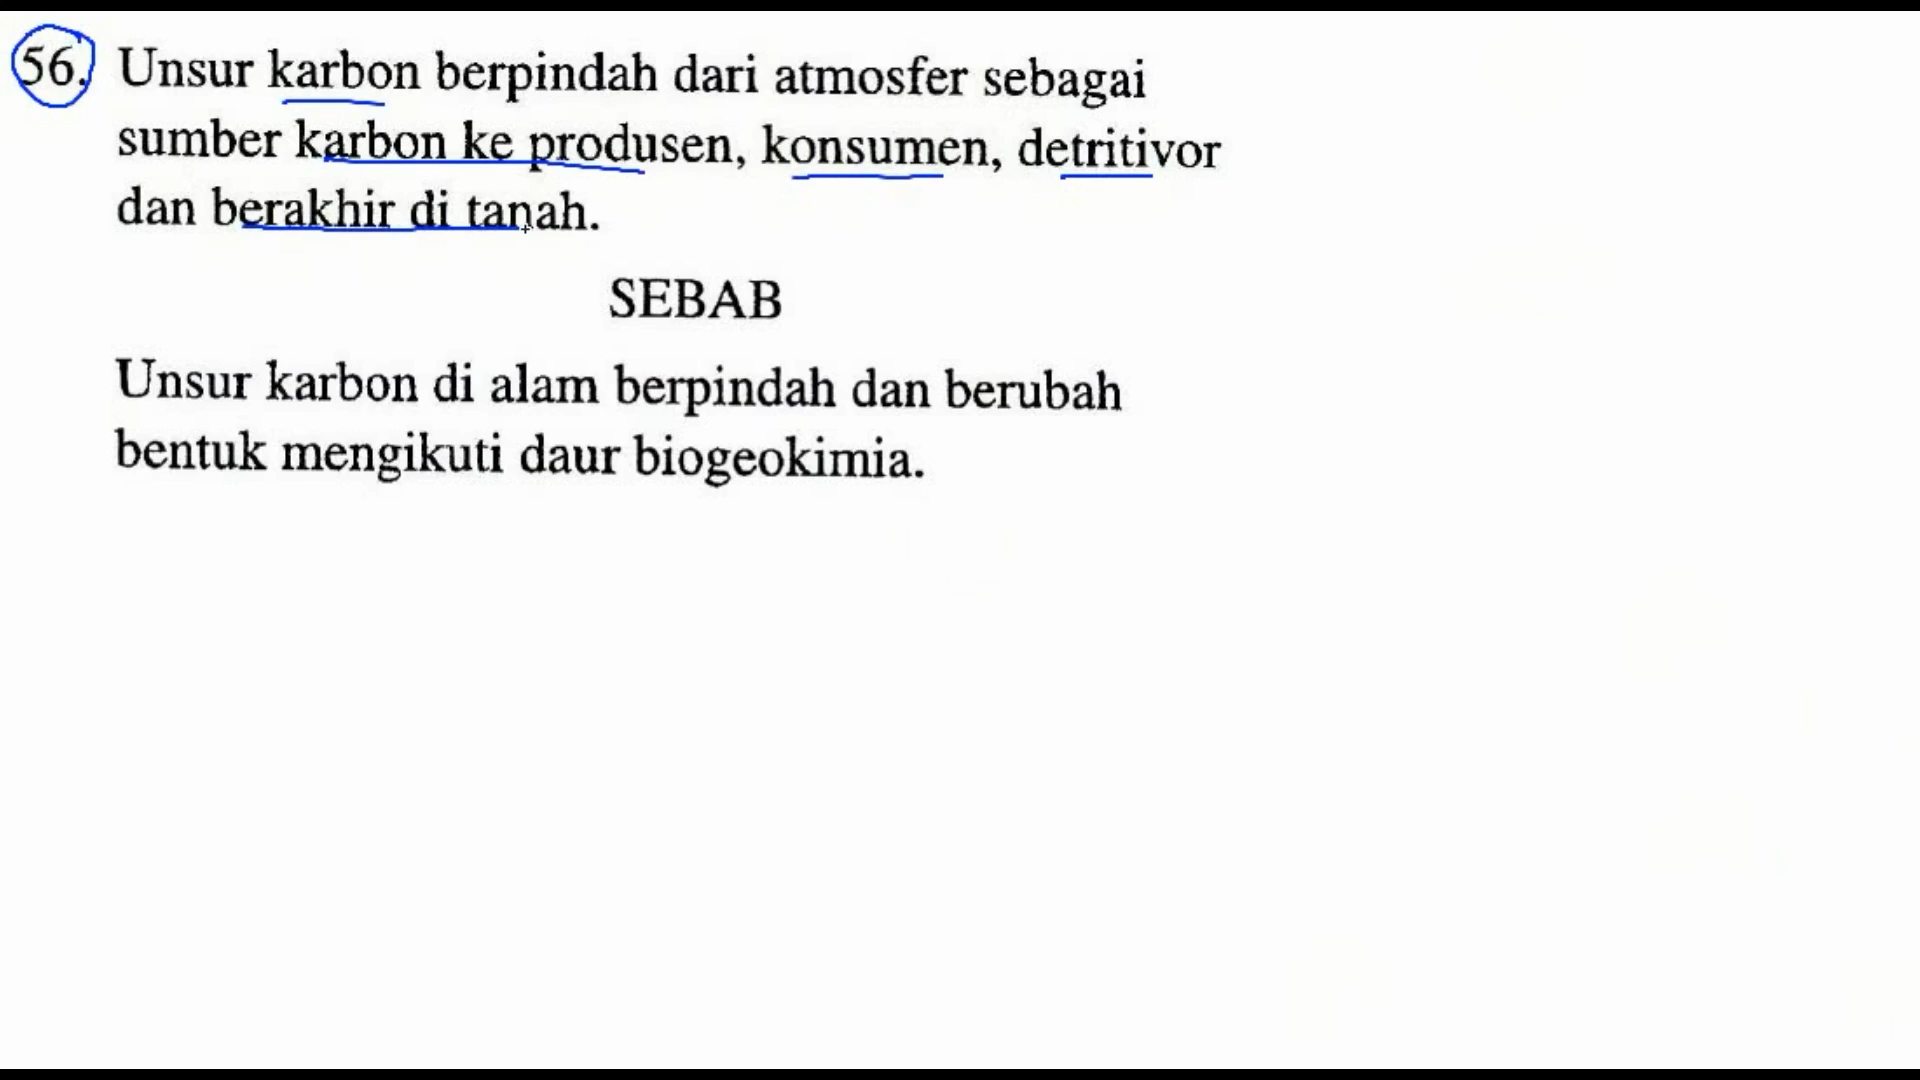 56. Unsur karbon berpindah dari atmosfer sebagai
sumber karbon ke produsen, konsumen, detritivor
dan berakhir di tanah.
SEBAB
Unsur karbon di alam berpindah dan berubah
bentuk mengikuti daur biogeokimia.